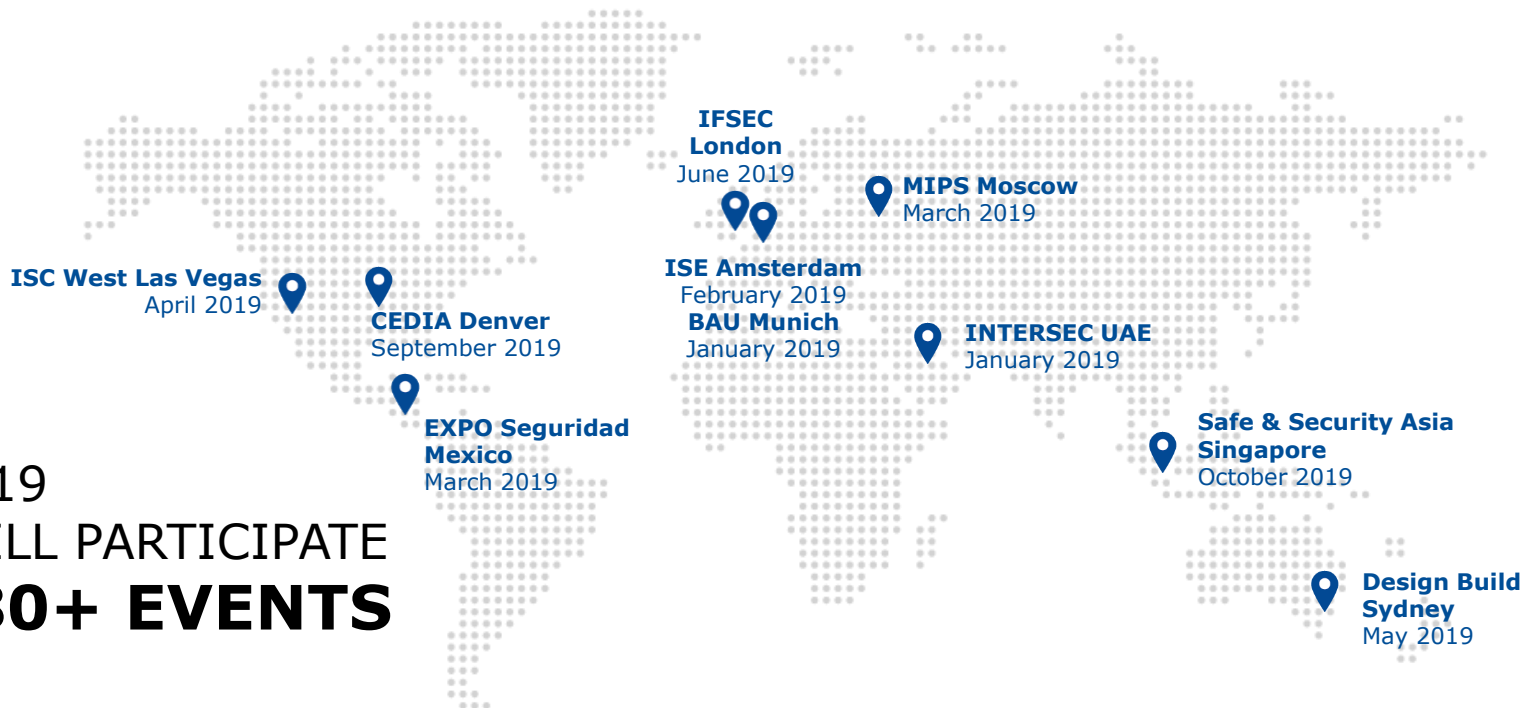 IFSEC
London
June 2019
MIPS Moscow
March 2019
ISC West Las Vegas
April 2019
CEDIA Denver
September 2019
ISE Amsterdam
February 2019
BAU Munich
January 2019
INTERSEC UAE
January 2019
EXPO Seguridad
Mexico
March 2019
Safe & Security Asia
Singapore
October 2019
Design Build
Sydney
May 2019
19
ILL PARTICIPATE
30+ EVENTS